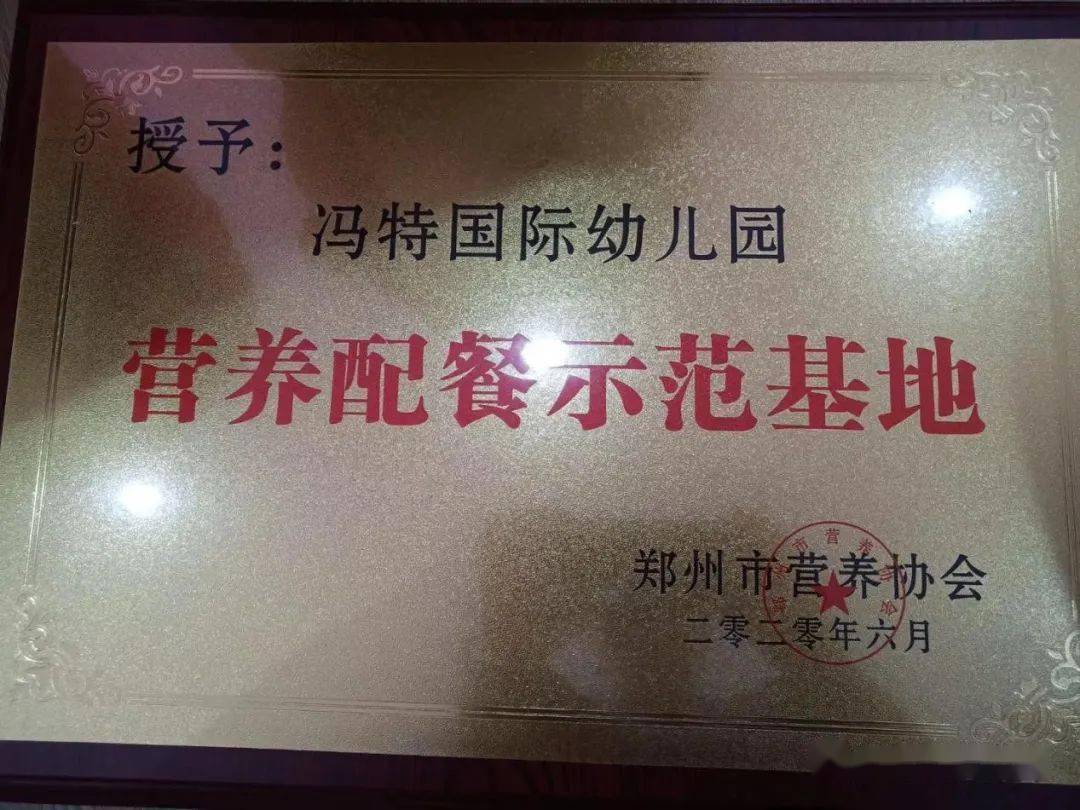 授予：
冯特国际幼儿园
营养配餐示范基地
郑州市营养协会
二零二零年六月